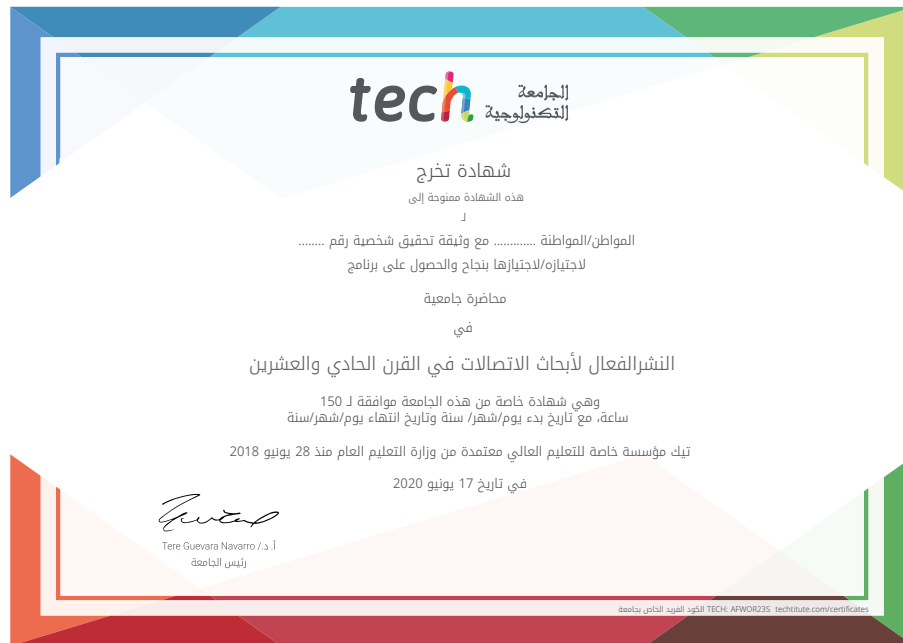 tech الجامعة
التكنولوجية
شهادة تخرج
هذه الشهادة ممنوحة إلى
لـ
المواطن/المواطنة ............. مع وثيقة تحقيق شخصية رقم ........
لاجتيازه/لاجتيازها بنجاح والحصول على برنامج
محاضرة جامعية
في
النشرالفعال لأبحاث الاتصالات في القرن الحادي والعشرين
وهي شهادة خاصة من هذه الجامعة موافقة لـ 150
ساعة، مع تاريخ بدء يوم/شهر/ سنة وتاريخ انتهاء يوم/شهر/سنة
تيك مؤسسة خاصة للتعليم العالي معتمدة من وزارة التعليم العام منذ 28 يونيو 2018
في تاريخ 17 يونيو 2020
أ. د./ Tere Guevara Navarro
رئيس الجامعة
الكود الفريد الخاص بجامعة TECH: AFWOR23S techtitute.com/certificates